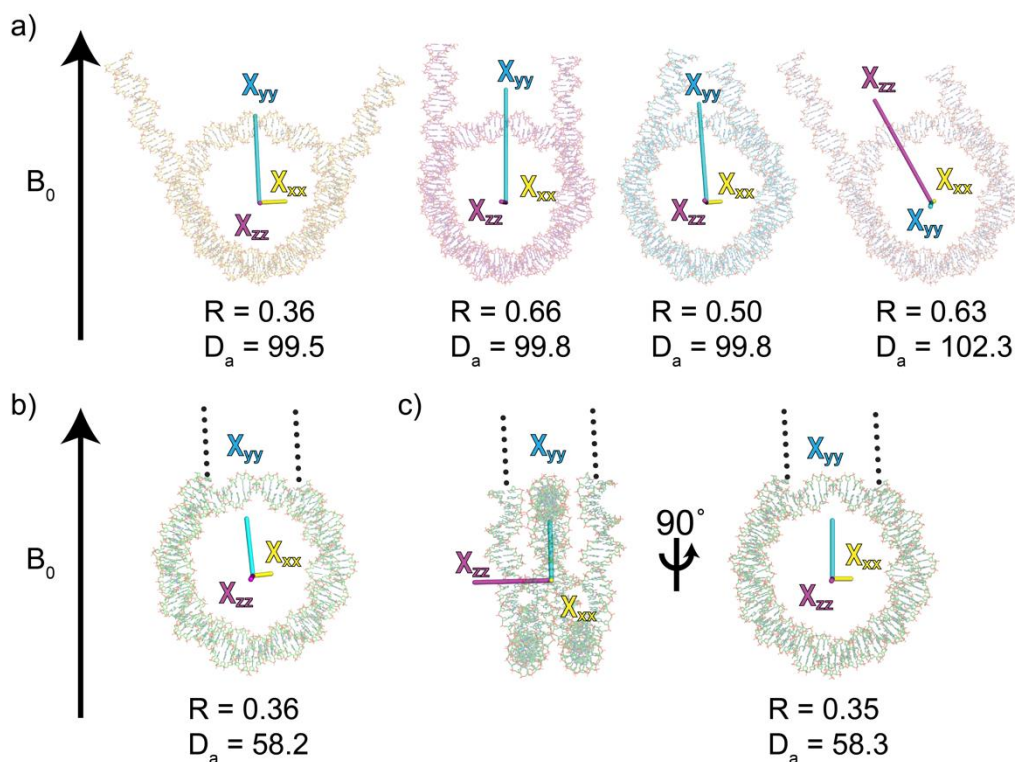 a)
B0
Xyy
Xxx
Xzz
R = 0.36
Da = 99.5
Xyy
Xxx
Xzz
R = 0.66
Da = 99.8
Xyy
Xxx
Xzz
R = 0.50
Da = 99.8
Xzz
Xxx
Xyy
R = 0.63
Da = 102.3
b)
B0
Xyy
Xxx
Xzz
R = 0.36
Da = 58.2
c)
Xyy
Xzz
Xxx
90°
Xyy
Xxx
Xzz
R = 0.35
Da = 58.3